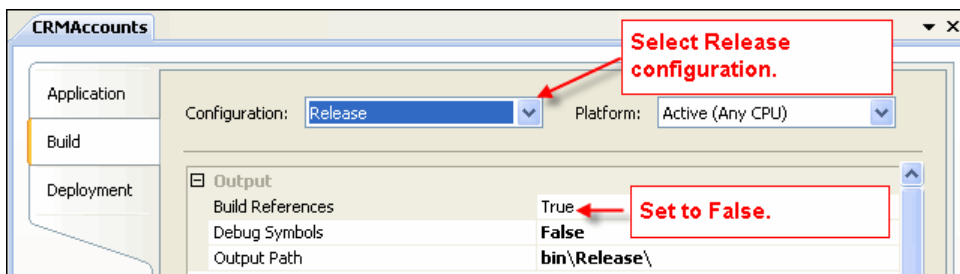 CRMAccounts
Select Release
configuration.
Application
Configuration: Release Platform: Active (Any CPU)
Build
Deployment
Output
Build References True
Set to False.
Debug Symbols False
Output Path bin\Release\